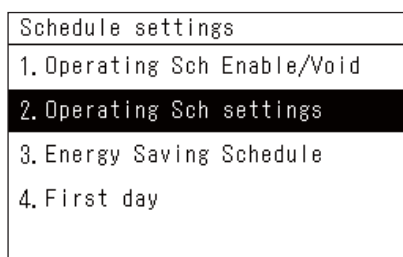 Schedule settings
1. Operating Sch Enable/Void
2. Operating Sch settings
3. Energy Saving Schedule
4. First day